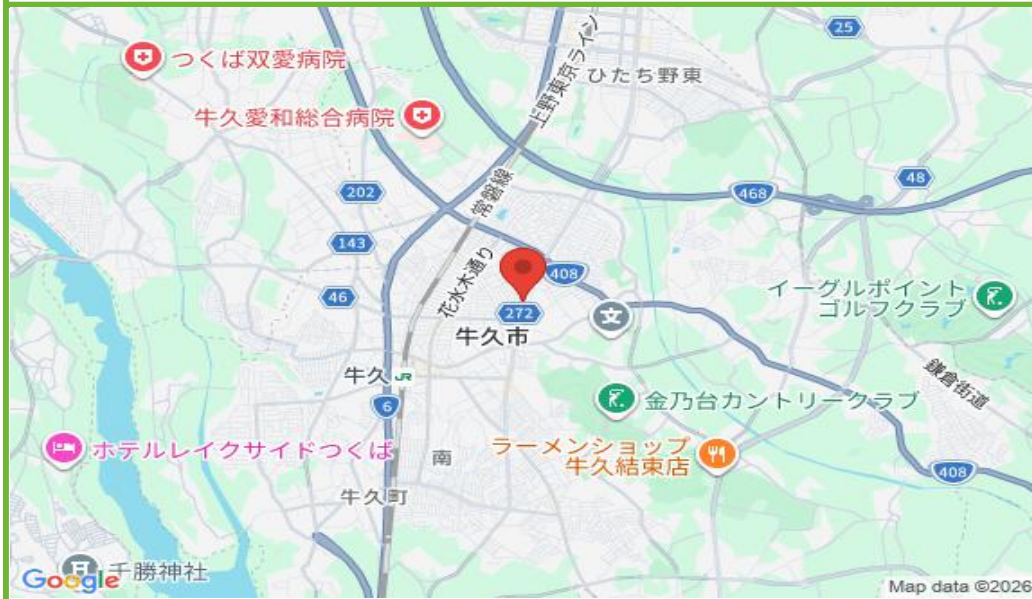 25
つくば双愛病院
ひたち野東
上野東京ライン
牛久愛和総合病院
202
常磐線
468
48
143
花水木通り
408
46
272
イーグルポイント
ゴルフクラブ
牛久市
文
牛久 JR
鎌倉街道
6
金乃台カントリークラブ
ホテルレイクサイドつくば
南
ラーメンショップ
牛久結束店
408
牛久町
千勝神社
Google
Map data ©2026